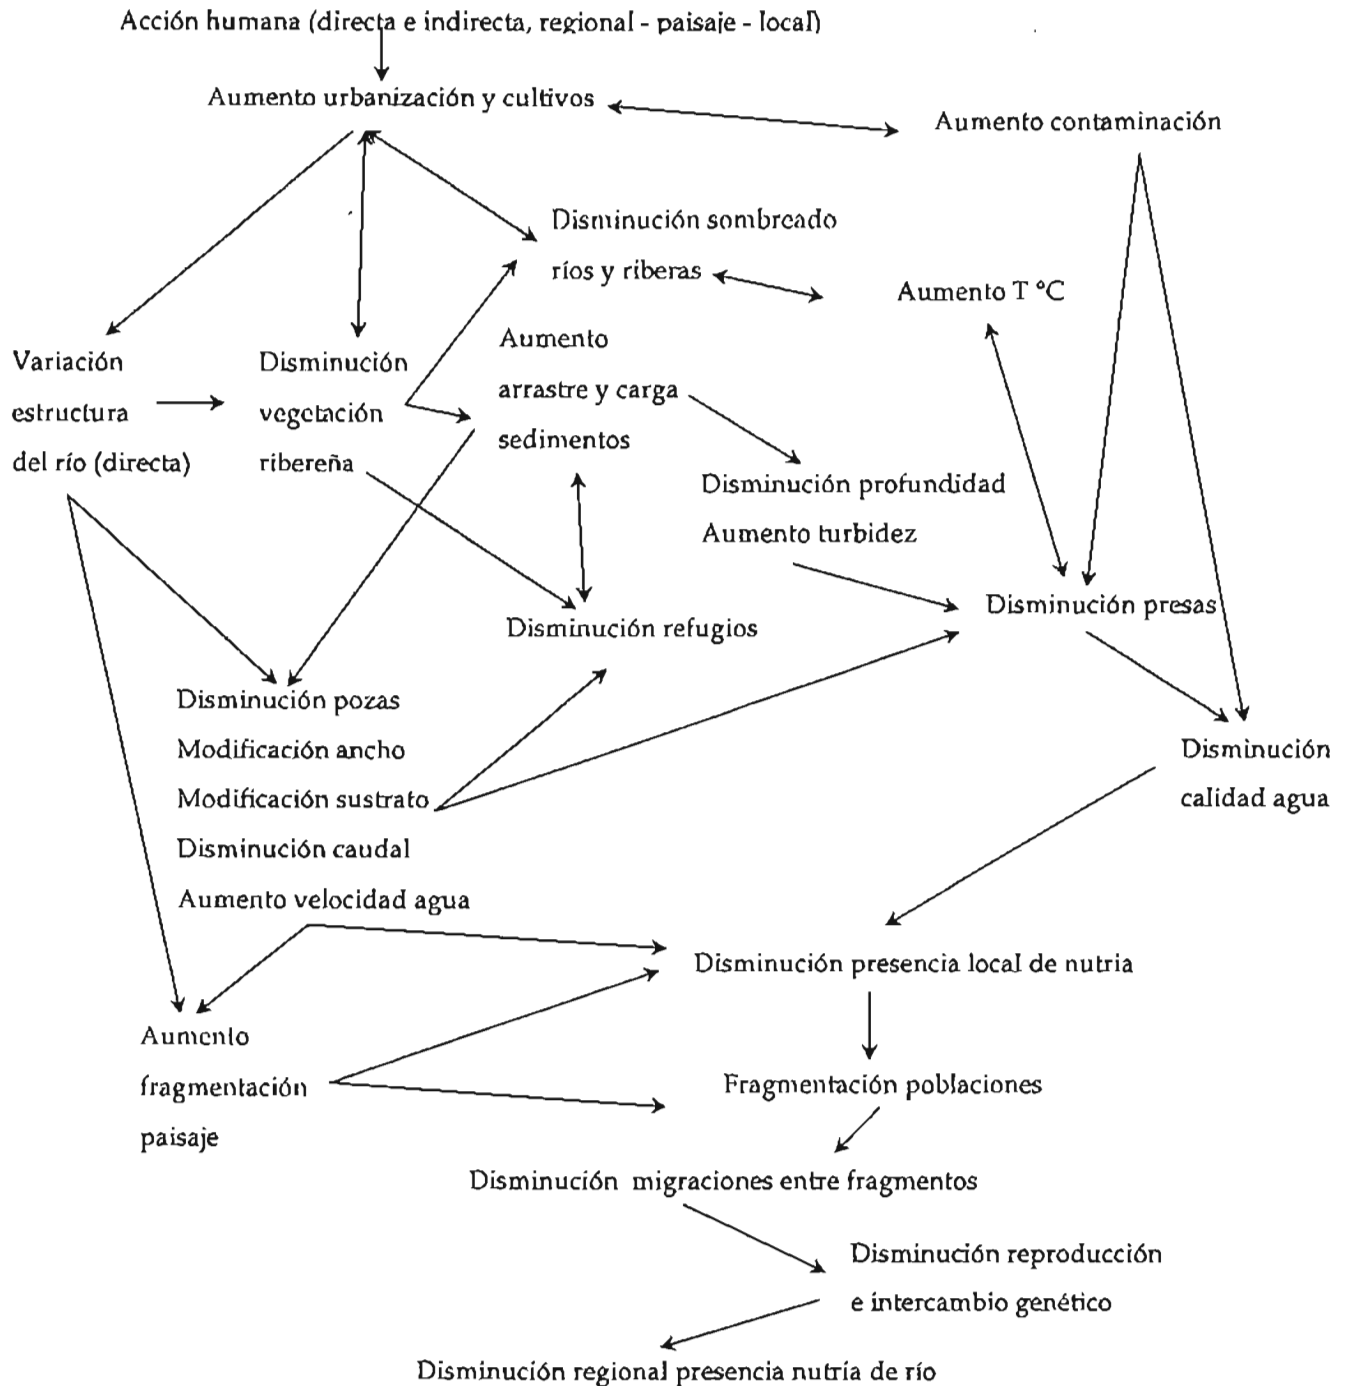 Acción humana (directa e indirecta, regional - paisaje - local)
Aumento urbanización y cultivos
Aumento contaminación
Disminución sombreado
ríos y riberas
Aumento T °C
Variación
estructura
del río (directa)
Disminución
vegetación
ribereña
Aumento
arrastre y carga
sedimentos
Disminución profundidad
Aumento turbidez
Disminución presas
Disminución refugios
Disminución pozas
Modificación ancho
Modificación sustrato
Disminución caudal
Aumento velocidad agua
Disminución
calidad agua
Disminución presencia local de nutria
Aumento
fragmentación
paisaje
Fragmentación poblaciones
Disminución migraciones entre fragmentos
Disminución reproducción
e intercambio genético
Disminución regional presencia nutria de río